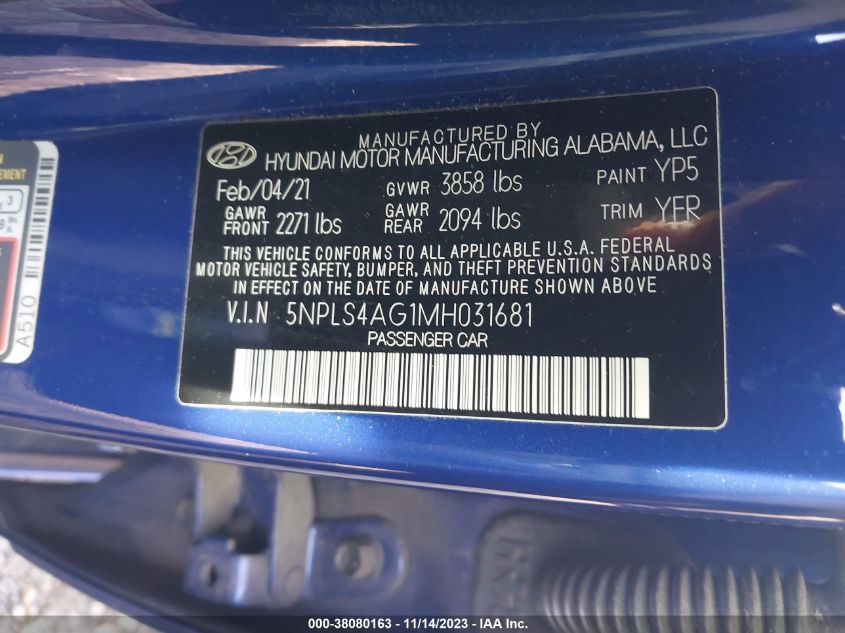 MANUFACTURED BY
HYUNDAI MOTOR MANUFACTURING ALABAMA, LLC
Feb/04/21 GVWR 3858 lbs PAINT YP5
GAWR FRONT 2271 lbs GAWR REAR 2094 lbs TRIM YFR
THIS VEHICLE CONFORMS TO ALL APPLICABLE U.S.A. FEDERAL
MOTOR VEHICLE SAFETY, BUMPER, AND THEFT PREVENTION STANDARDS
IN EFFECT ON THE DATE OF MANUFACTURE SHOWN ABOVE.
V.I.N 5NPLS4AG1MH031681
PASSENGER CAR
A510
000-38080163 - 11/14/2023 - IAA Inc.